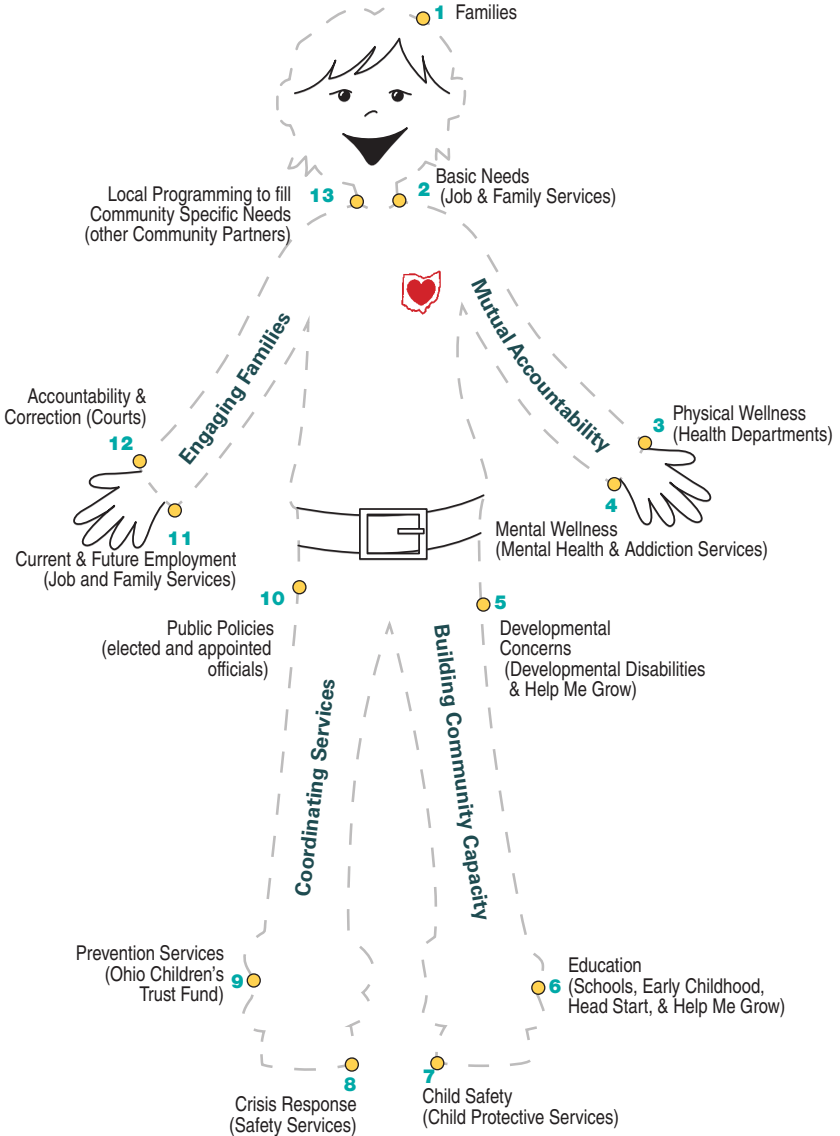 1 Families
2 Basic Needs
(Job & Family Services)
13 Local Programming to fill
Community Specific Needs
(other Community Partners)
Mutual Accountability
Engaging Families
3 Physical Wellness
(Health Departments)
Accountability &
Correction (Courts)
12
4
Mental Wellness
(Mental Health & Addiction Services)
11
Current & Future Employment
(Job and Family Services)
10
Public Policies
(elected and appointed
officials)
5 Developmental
Concerns
(Developmental Disabilities
& Help Me Grow)
Coordinating Services
Building Community Capacity
Prevention Services
(Ohio Children's
Trust Fund)
9
6 Education
(Schools, Early Childhood,
Head Start, & Help Me Grow)
8
Crisis Response
(Safety Services)
7
Child Safety
(Child Protective Services)